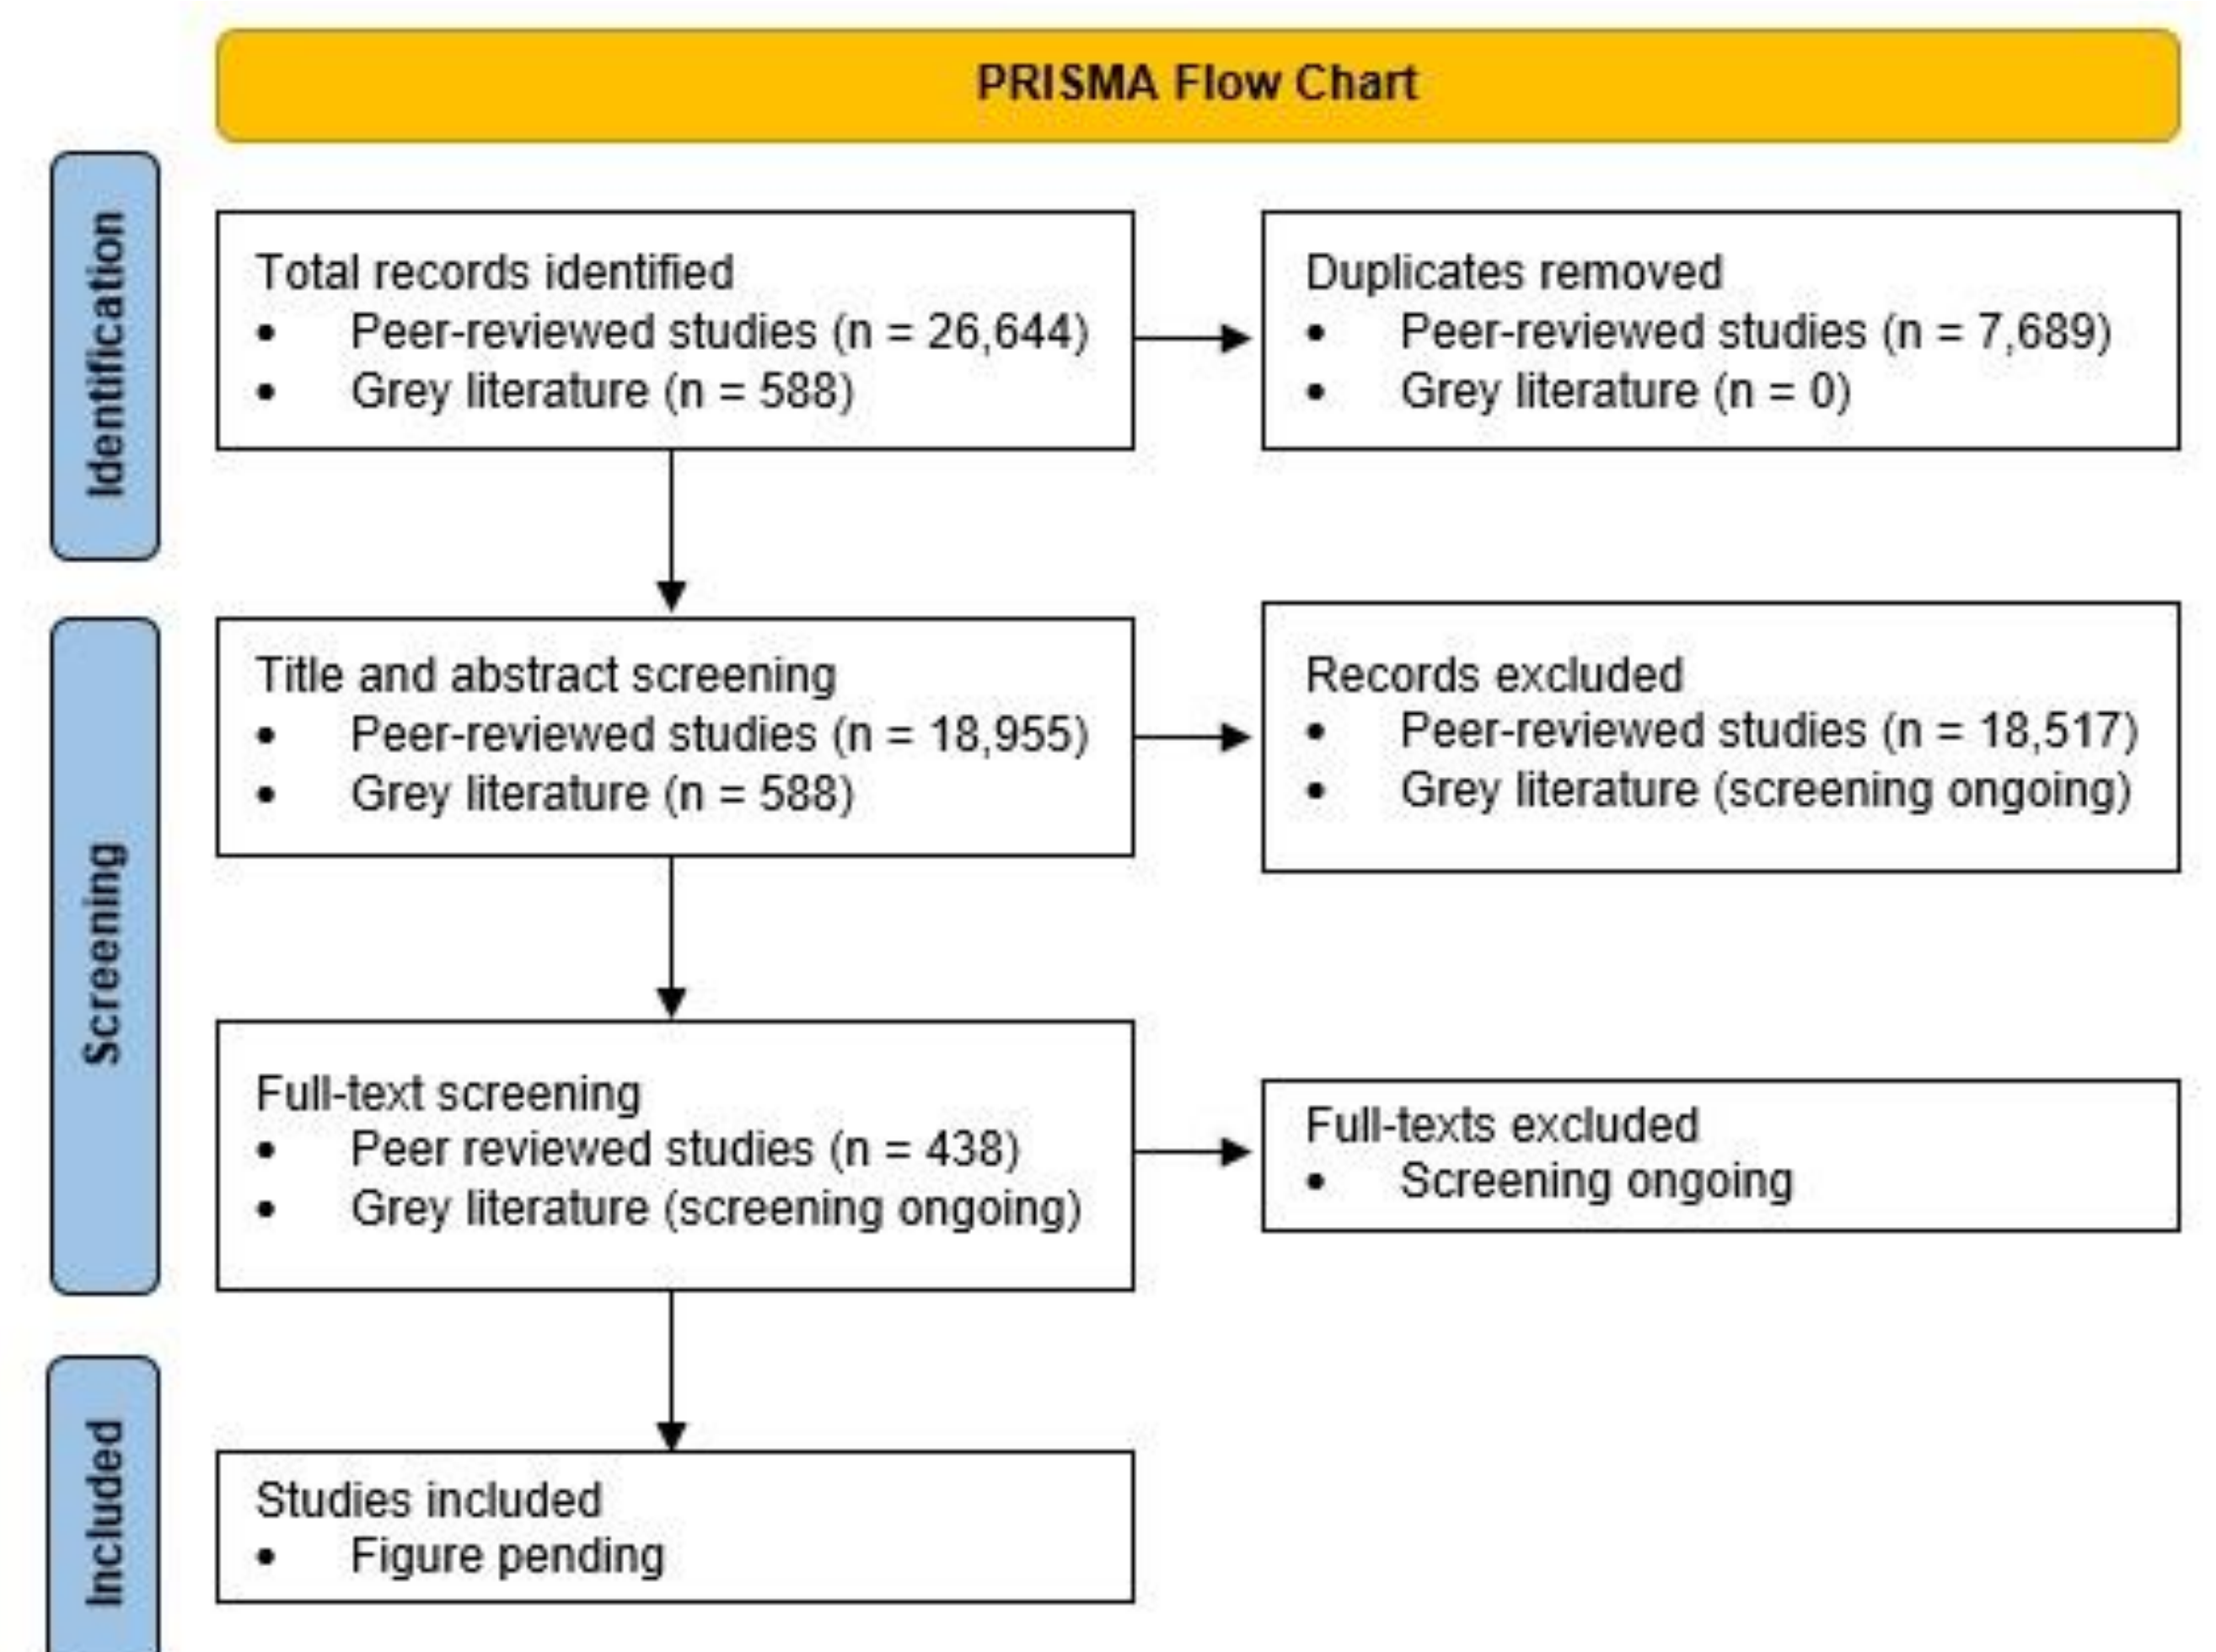 PRISMA Flow Chart
Identification
Total records identified
• Peer-reviewed studies (n = 26,644)
• Grey literature (n = 588)
Duplicates removed
• Peer-reviewed studies (n = 7,689)
• Grey literature (n = 0)
Screening
Title and abstract screening
• Peer-reviewed studies (n = 18,955)
• Grey literature (n = 588)
Records excluded
• Peer-reviewed studies (n = 18,517)
• Grey literature (screening ongoing)
Full-text screening
• Peer reviewed studies (n = 438)
• Grey literature (screening ongoing)
Full-texts excluded
• Screening ongoing
Included
Studies included
• Figure pending